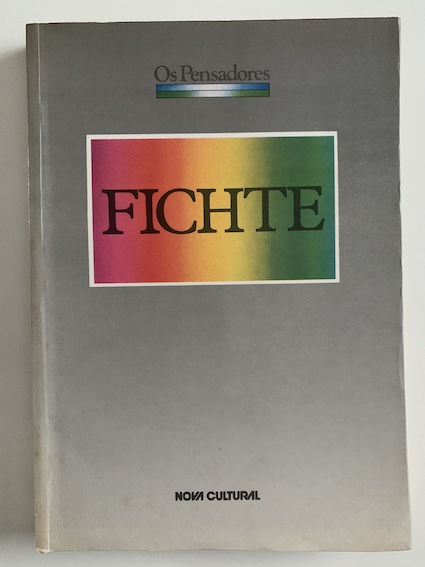 Os Pensadores
FICHTE
NOVA CULTURAL